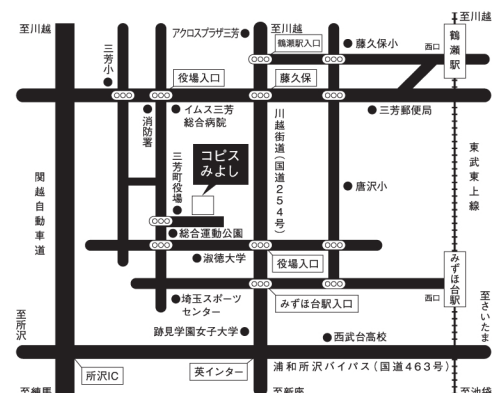 至川越
アクロスプラザ三芳
至川越
至川越
鶴瀬駅入口
藤久保小
西口
鶴瀬駅
三芳小
役場入口
藤久保
消防署
イムス三芳
総合病院
三芳郵便局
川越街道(国道254号)
関越自動車道
三芳町役場
コピス
みよし
唐沢小
東武東上線
総合運動公園
淑徳大学
役場入口
みずほ台駅
西口
埼玉スポーツ
センター
みずほ台駅入口
至所沢
至さいたま
跡見学園女子大学
西武台高校
所沢IC
英インター
浦和所沢バイパス(国道463号)
至練馬
至新座
至池袋